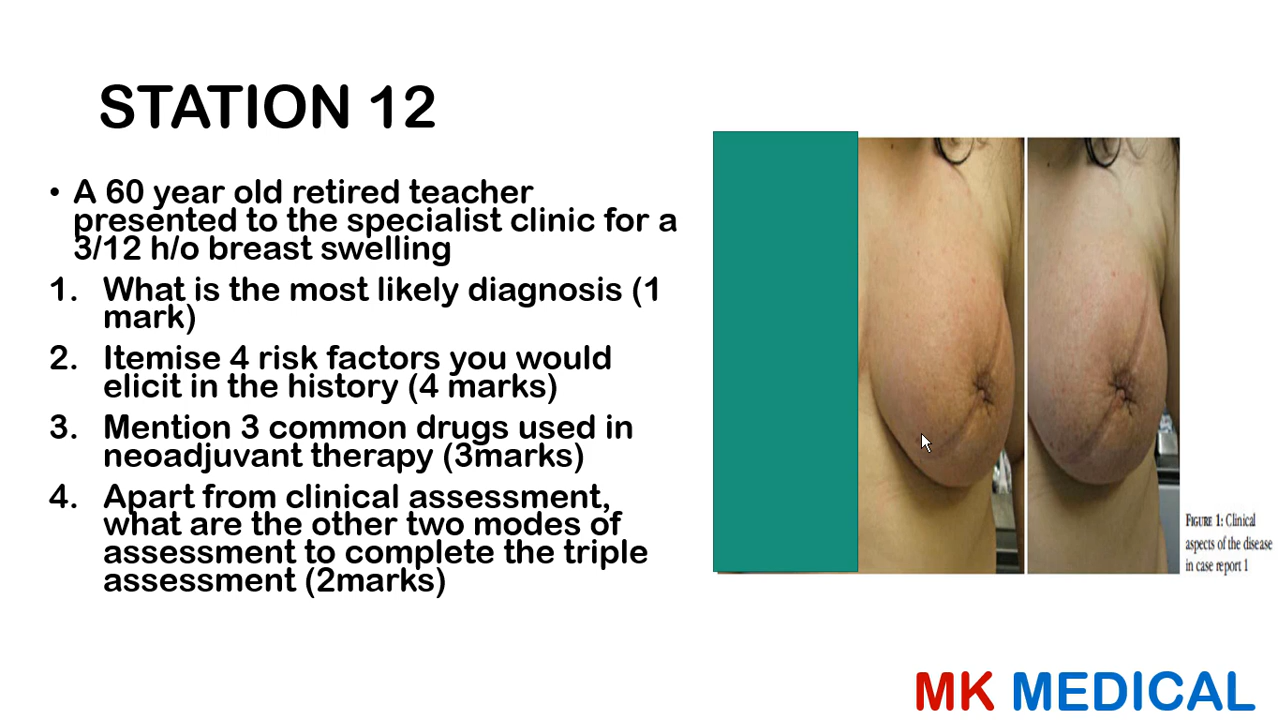 STATION 12
• A 60 year old retired teacher
presented to the specialist clinic for a
3/12 h/o breast swelling
1. What is the most likely diagnosis (1
mark)
2. Itemise 4 risk factors you would
elicit in the history (4 marks)
3. Mention 3 common drugs used in
neoadjuvant therapy (3marks)
4. Apart from clinical assessment,
what are the other two modes of
assessment to complete the triple
assessment (2marks)
FIGURE 1: Clinical
aspects of the disease
in case report 1
MK MEDICAL